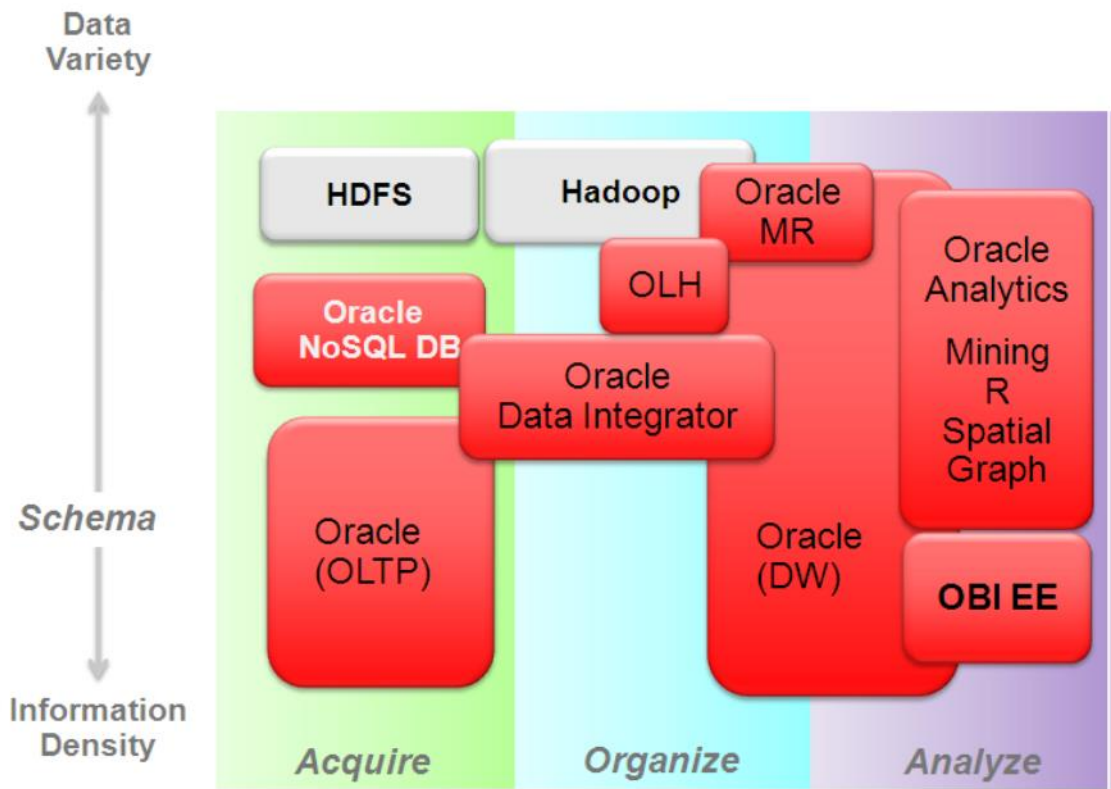 Data
Variety
HDFS
Hadoop
Oracle
MR
OLH
Oracle
NoSQL DB
Oracle
Data Integrator
Oracle
Analytics
Mining
R
Spatial
Graph
Schema
Oracle
(OLTP)
Oracle
(DW)
OBI EE
Information
Density
Acquire
Organize
Analyze